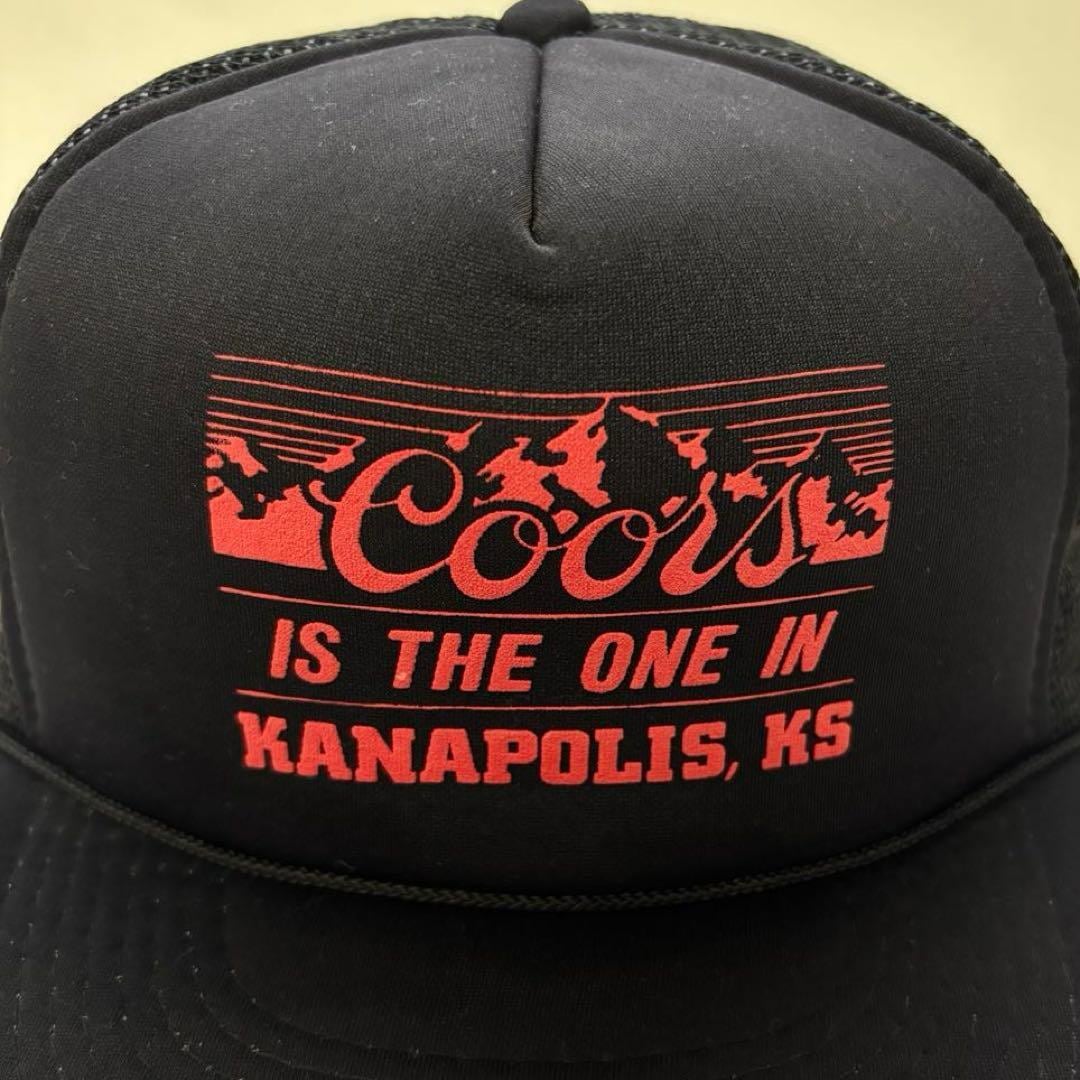 Coors
IS THE ONE IN
KANAPOLIS, KS